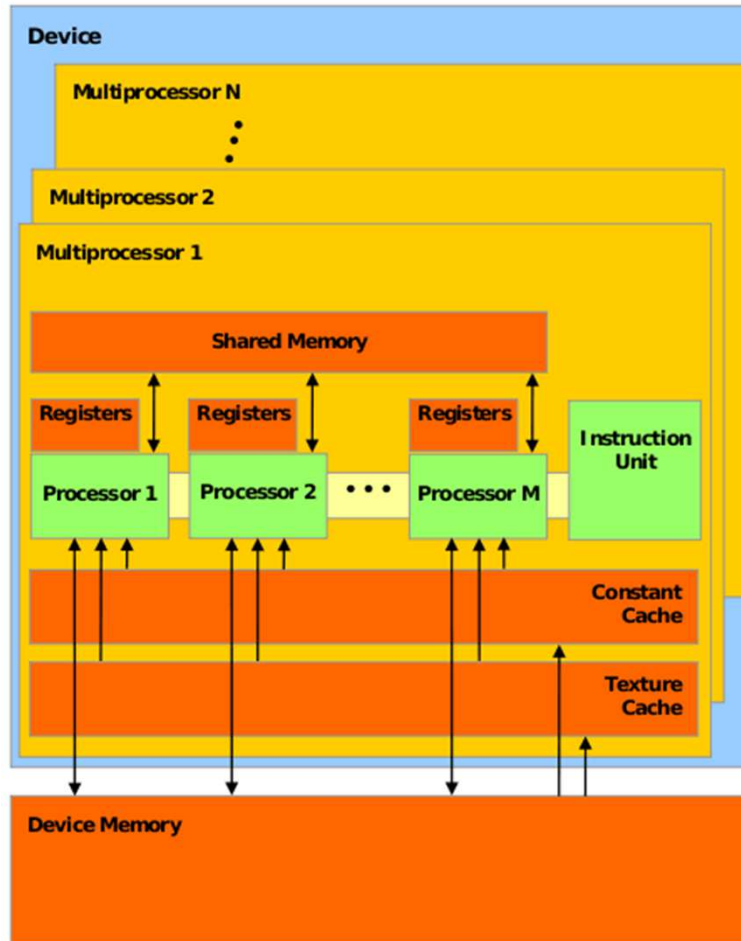 Device
Multiprocessor N
Multiprocessor 2
Multiprocessor 1
Shared Memory
Registers
Registers
Registers
Instruction
Unit
Processor 1
Processor 2
• • •
Processor M
Constant
Cache
Texture
Cache
Device Memory